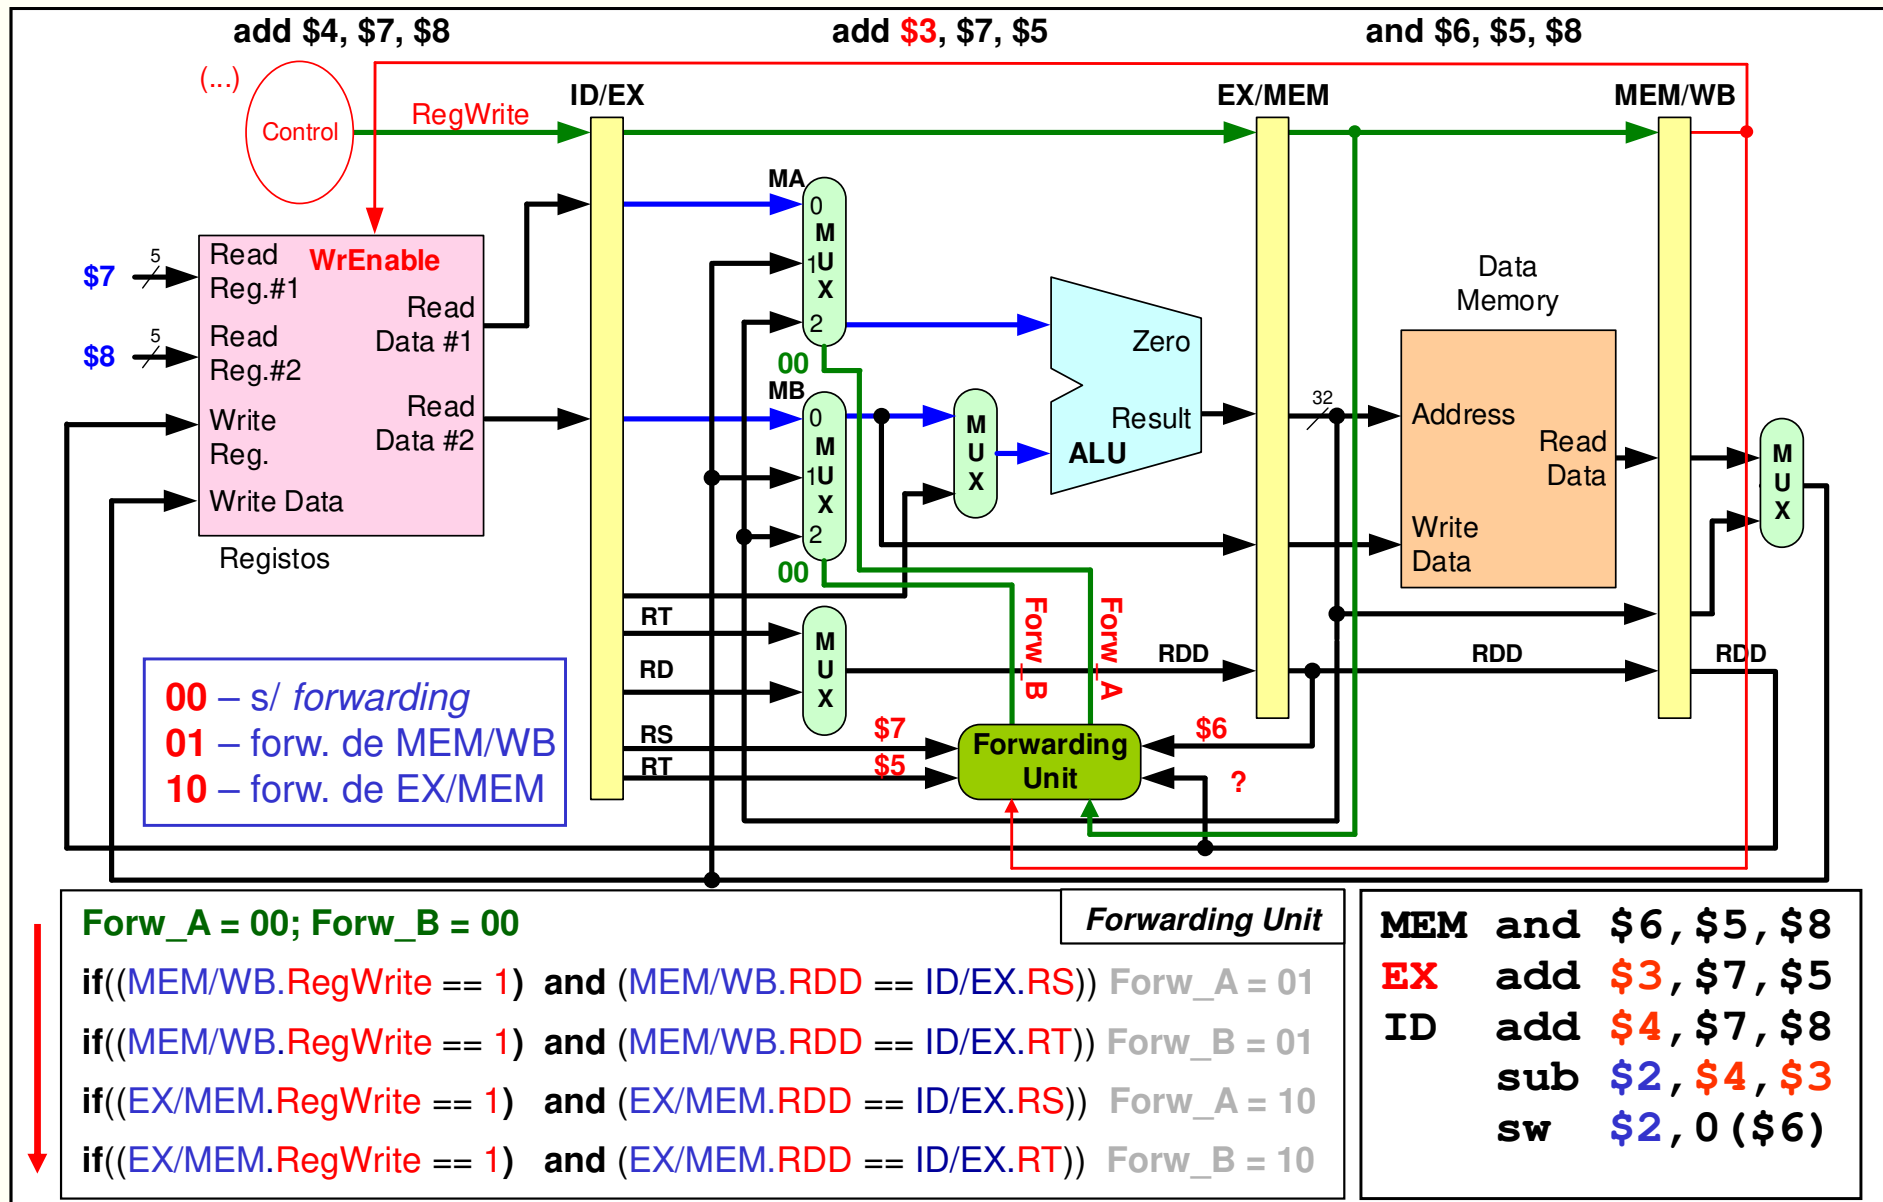 add $4, $7, $8
add $3, $7, $5
and $6, $5, $8
(...)
Control
RegWrite
ID/EX
EX/MEM
MEM/WB
MA
0
M
1U
X
2
00
$7
5
Read
Reg.#1
WrEnable
Read
Data #1
$8
5
Read
Reg.#2
Read
Data #2
Write
Reg.
Write Data
Registos
MB
0
M
1U
X
2
00
M
U
X
Zero
Result
ALU
32
Data
Memory
Address
Read
Data
Write
Data
M
U
X
RT
RD
M
U
X
Forw_B
Forw_A
RDD
RDD
RDD
RS
$7
RT
$5
Forwarding
Unit
$6
?
00 – s/ forwarding
01 – forw. de MEM/WB
10 – forw. de EX/MEM
Forw_A = 00; Forw_B = 00
Forwarding Unit
if((MEM/WB.RegWrite == 1) and (MEM/WB.RDD == ID/EX.RS)) Forw_A = 01
if((MEM/WB.RegWrite == 1) and (MEM/WB.RDD == ID/EX.RT)) Forw_B = 01
if((EX/MEM.RegWrite == 1) and (EX/MEM.RDD == ID/EX.RS)) Forw_A = 10
if((EX/MEM.RegWrite == 1) and (EX/MEM.RDD == ID/EX.RT)) Forw_B = 10
MEM and $6,$5,$8
EX add $3,$7,$5
ID add $4,$7,$8
sub $2,$4,$3
sw $2,0($6)